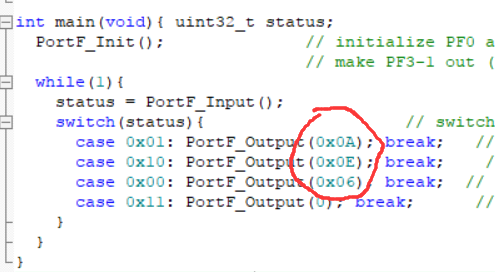 int main(void){ uint32_t status;
PortF_Init(); // initialize PF0 a
// make PF3-1 out (
while(1){
status = PortF_Input();
switch(status){ // switch
case 0x01: PortF_Output(0x0A); break; //
case 0x10: PortF_Output(0x0E); break; /
case 0x00: PortF_Output(0x06) break; //
case 0x11: PortF_Output(0); break; //
}
}
}